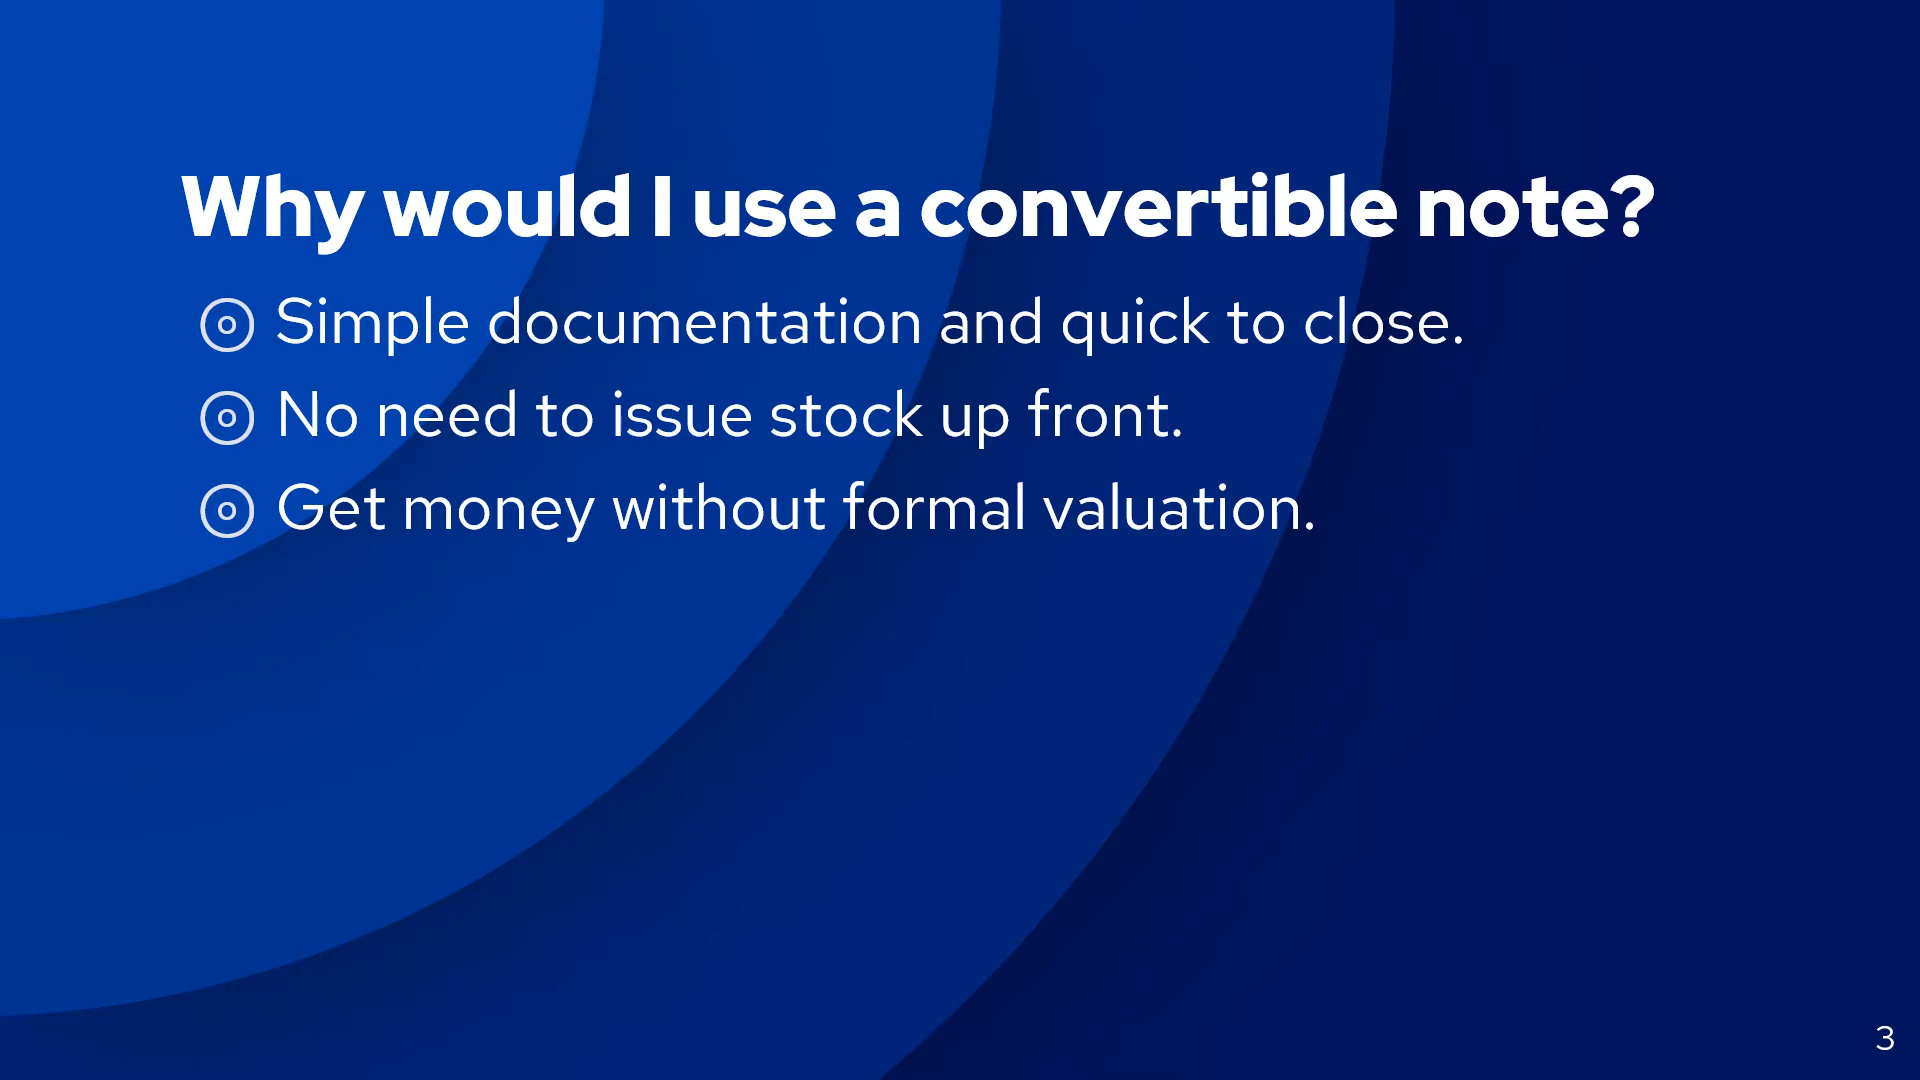 Why would I use a convertible note?
Simple documentation and quick to close.
No need to issue stock up front.
Get money without formal valuation.
3